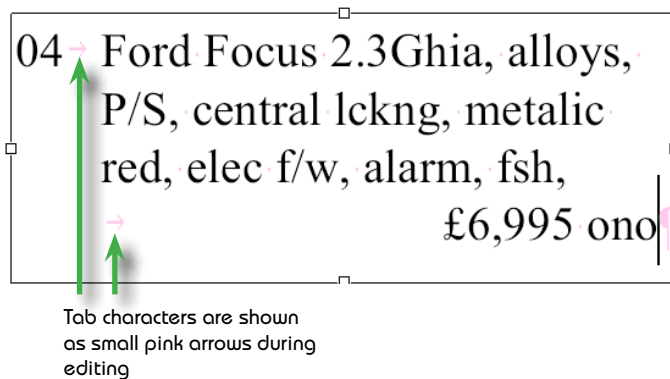 04 Ford Focus 2.3Ghia, alloys,
P/S, central lckng, metalic
red, elec f/w, alarm, fsh,
£6,995 ono
Tab characters are shown
as small pink arrows during
editing